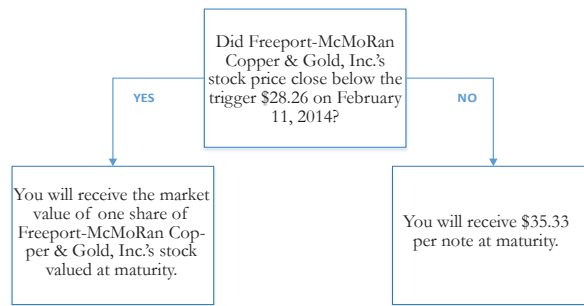 Did Freeport-McMoRan
Copper & Gold, Inc.'s
stock price close below the
trigger $28.26 on February
11, 2014?
YES
NO
You will receive the market
value of one share of
Freeport-McMoRan Cop-
per & Gold, Inc.'s stock
valued at maturity.
You will receive $35.33
per note at maturity.